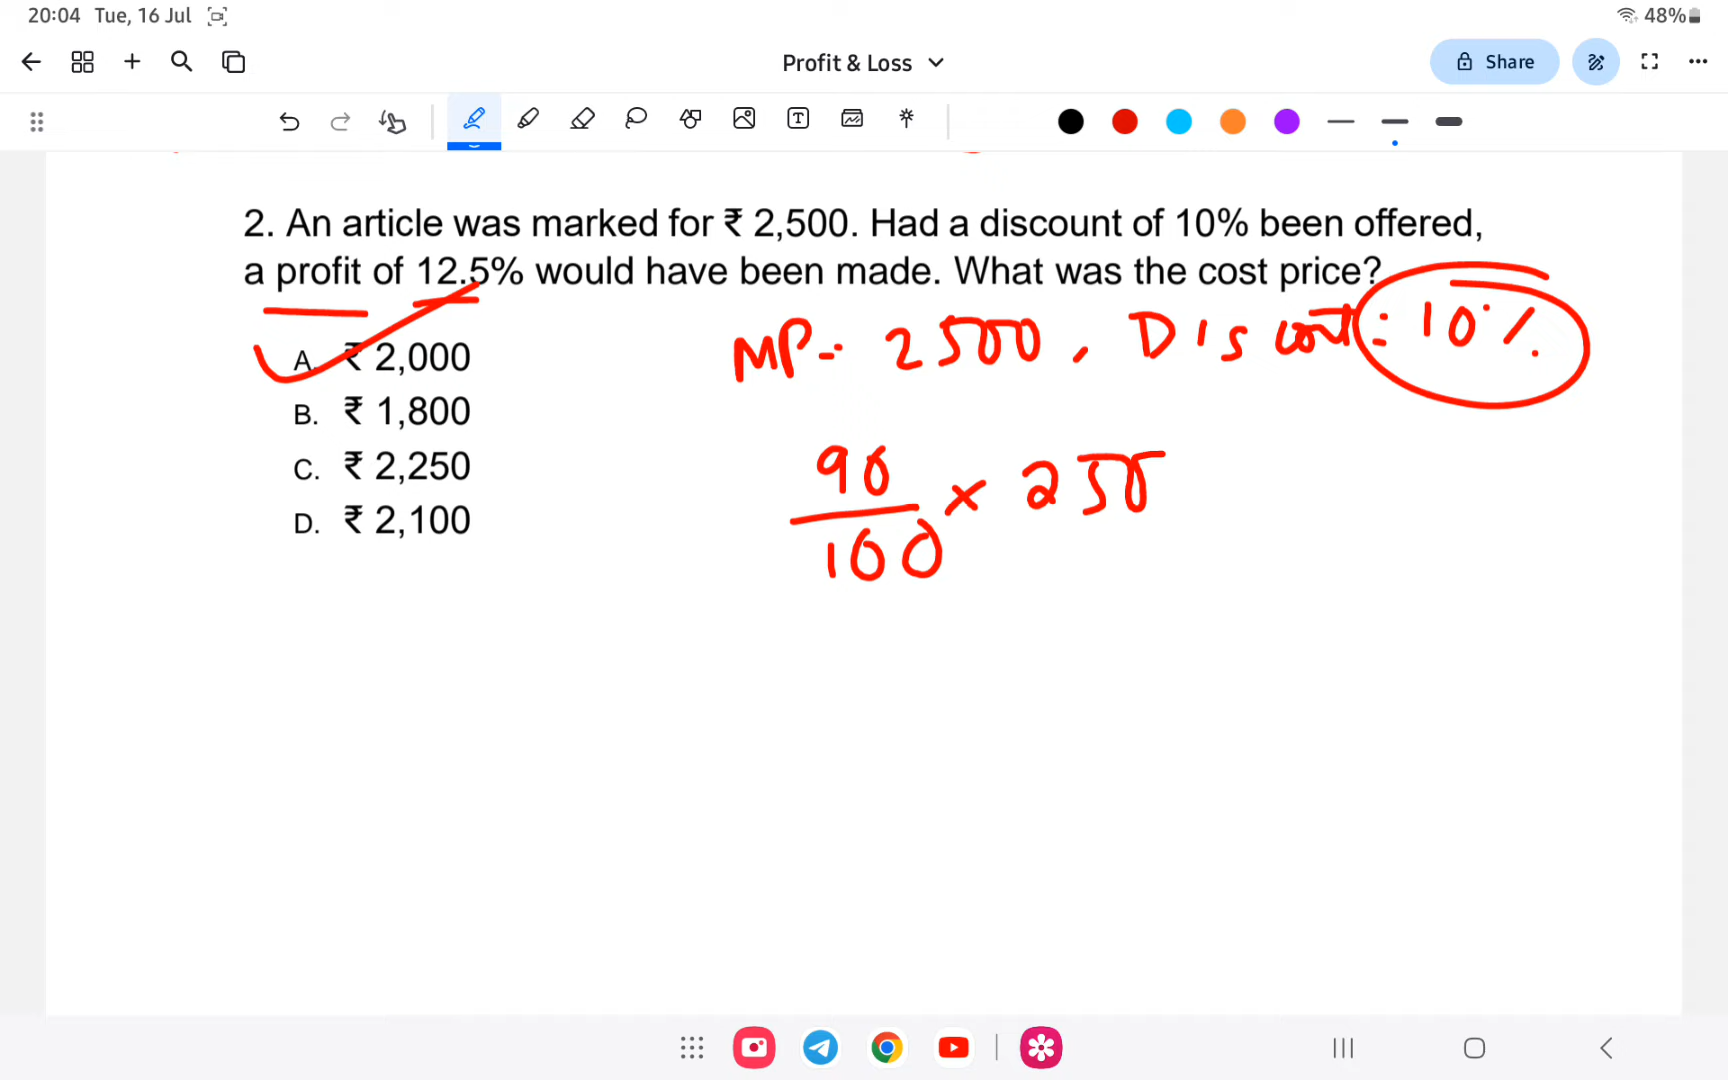 20:04 Tue, 16 Jul 48%
Profit & Loss Share
2. An article was marked for ₹ 2,500. Had a discount of 10% been offered,
a profit of 12.5% would have been made. What was the cost price?
MP = 2500, Discount = 10%
A. ₹ 2,000
B. ₹ 1,800
C. ₹ 2,250
D. ₹ 2,100
90
100 × 250